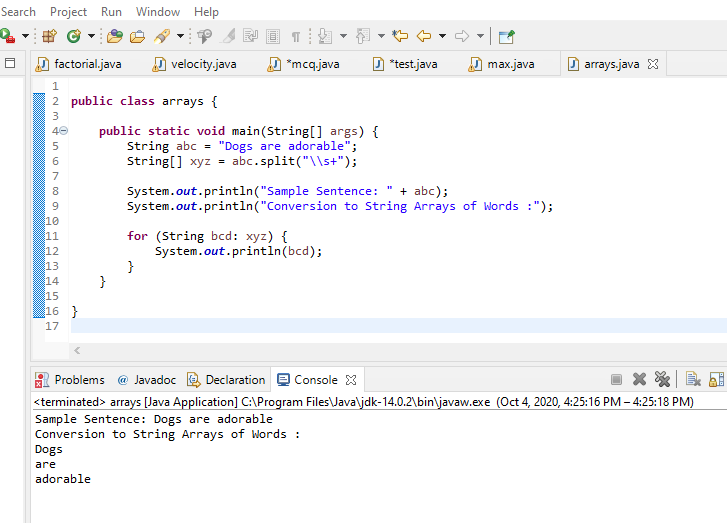 Search Project Run Window Help
factorial.java velocity.java *mcq.java *test.java max.java arrays.java
1
2 public class arrays {
3
4 public static void main(String[] args) {
5 String abc = "Dogs are adorable";
6 String[] xyz = abc.split("\\s+");
7
8 System.out.println("Sample Sentence: " + abc);
9 System.out.println("Conversion to String Arrays of Words :");
10
11 for (String bcd: xyz) {
12 System.out.println(bcd);
13 }
14 }
15
16 }
17
Problems @ Javadoc Declaration Console
<terminated> arrays [Java Application] C:\Program Files\Java\jdk-14.0.2\bin\javaw.exe (Oct 4, 2020, 4:25:16 PM – 4:25:18 PM)
Sample Sentence: Dogs are adorable
Conversion to String Arrays of Words :
Dogs
are
adorable